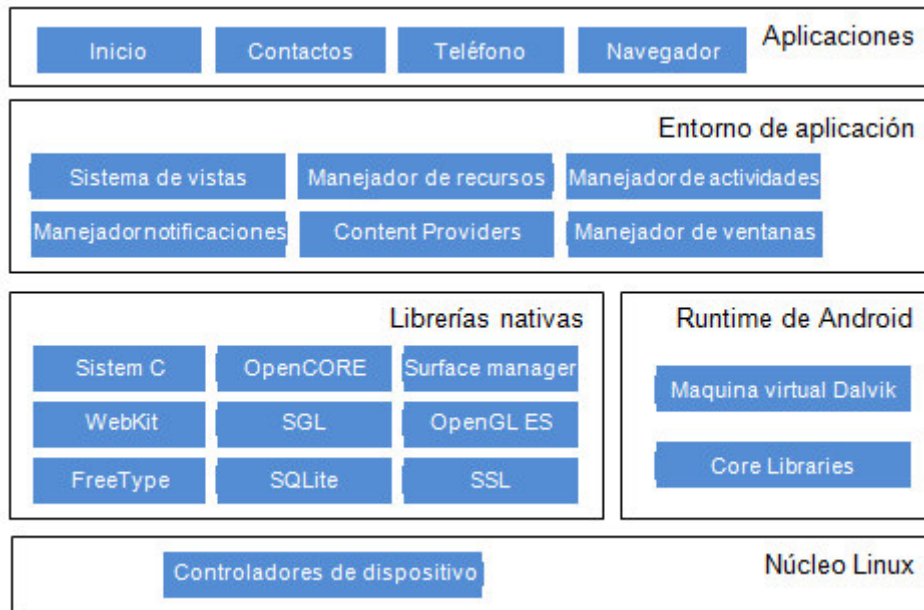 Aplicaciones
Inicio
Contactos
Teléfono
Navegador
Entorno de aplicación
Sistema de vistas
Manejador de recursos
Manejador de actividades
Manejador notificaciones
Content Providers
Manejador de ventanas
Librerías nativas
Sistem C
OpenCORE
Surface manager
WebKit
SGL
OpenGL ES
FreeType
SQLite
SSL
Runtime de Android
Maquina virtual Dalvik
Core Libraries
Núcleo Linux
Controladores de dispositivo